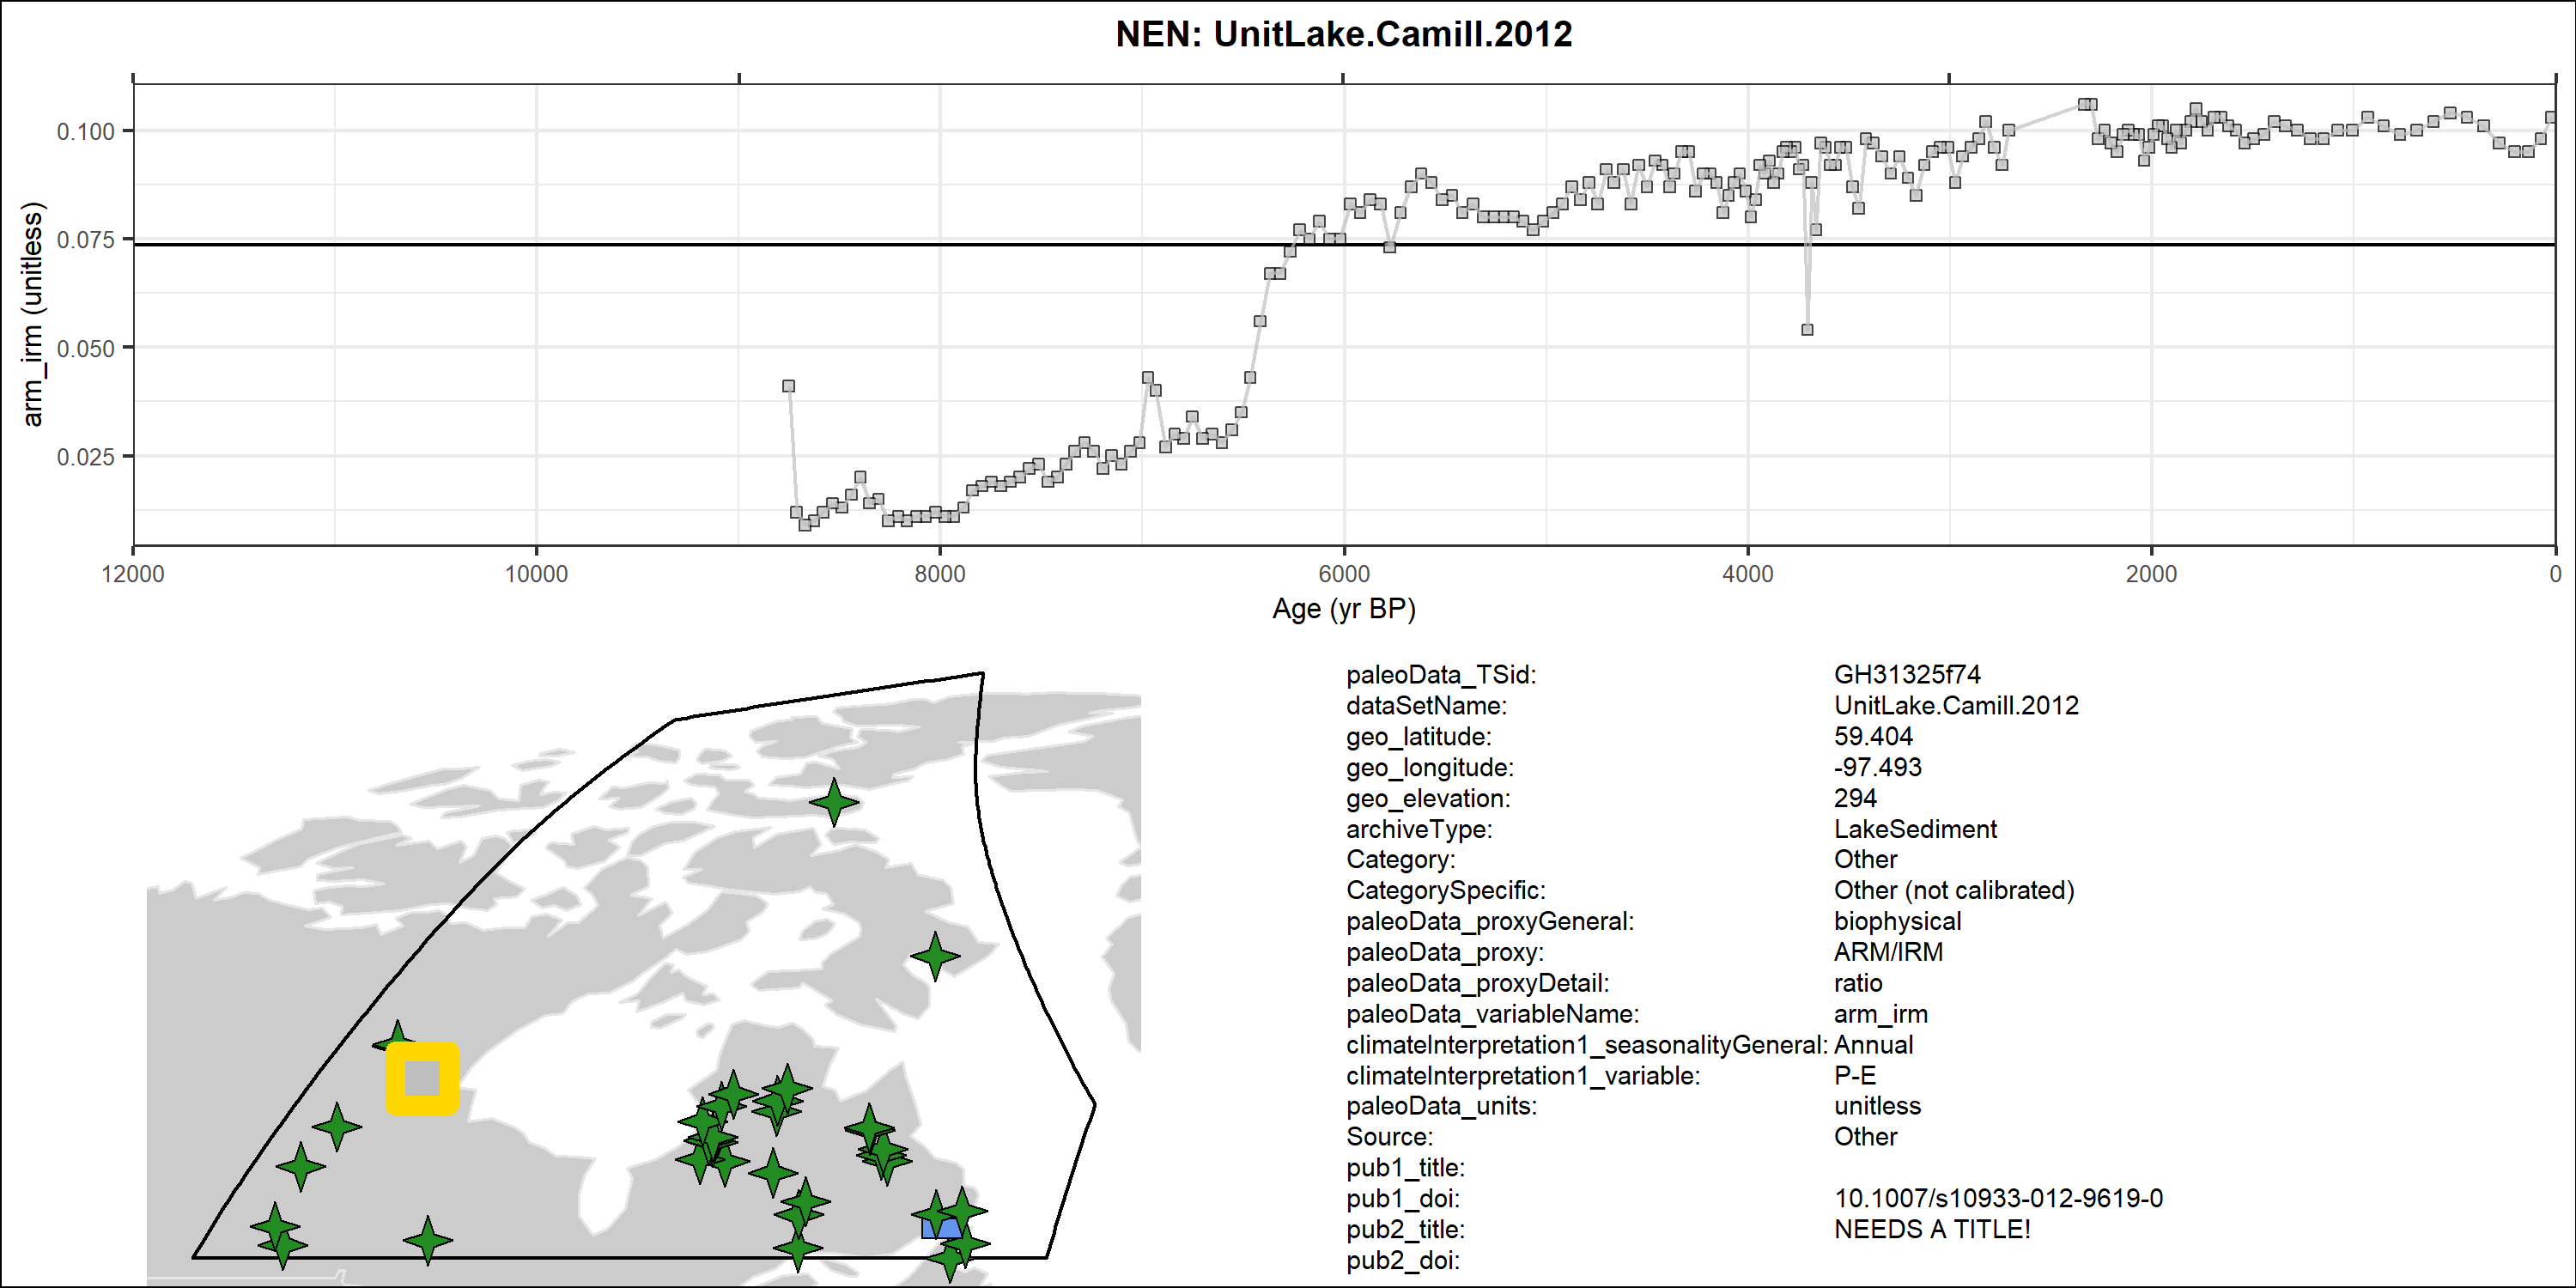 NEN: UnitLake.Camill.2012
arm_irm (unitless)
0.100
0.075
0.050
0.025
12000 10000 8000 6000 4000 2000 0
Age (yr BP)
paleoData_TSid: GH31325f74
dataSetName: UnitLake.Camill.2012
geo_latitude: 59.404
geo_longitude: -97.493
geo_elevation: 294
archiveType: LakeSediment
Category: Other
CategorySpecific: Other (not calibrated)
paleoData_proxyGeneral: biophysical
paleoData_proxy: ARM/IRM
paleoData_proxyDetail: ratio
paleoData_variableName: arm_irm
climateInterpretation1_seasonalityGeneral: Annual
climateInterpretation1_variable: P-E
paleoData_units: unitless
Source: Other
pub1_title:
pub1_doi: 10.1007/s10933-012-9619-0
pub2_title: NEEDS A TITLE!
pub2_doi: